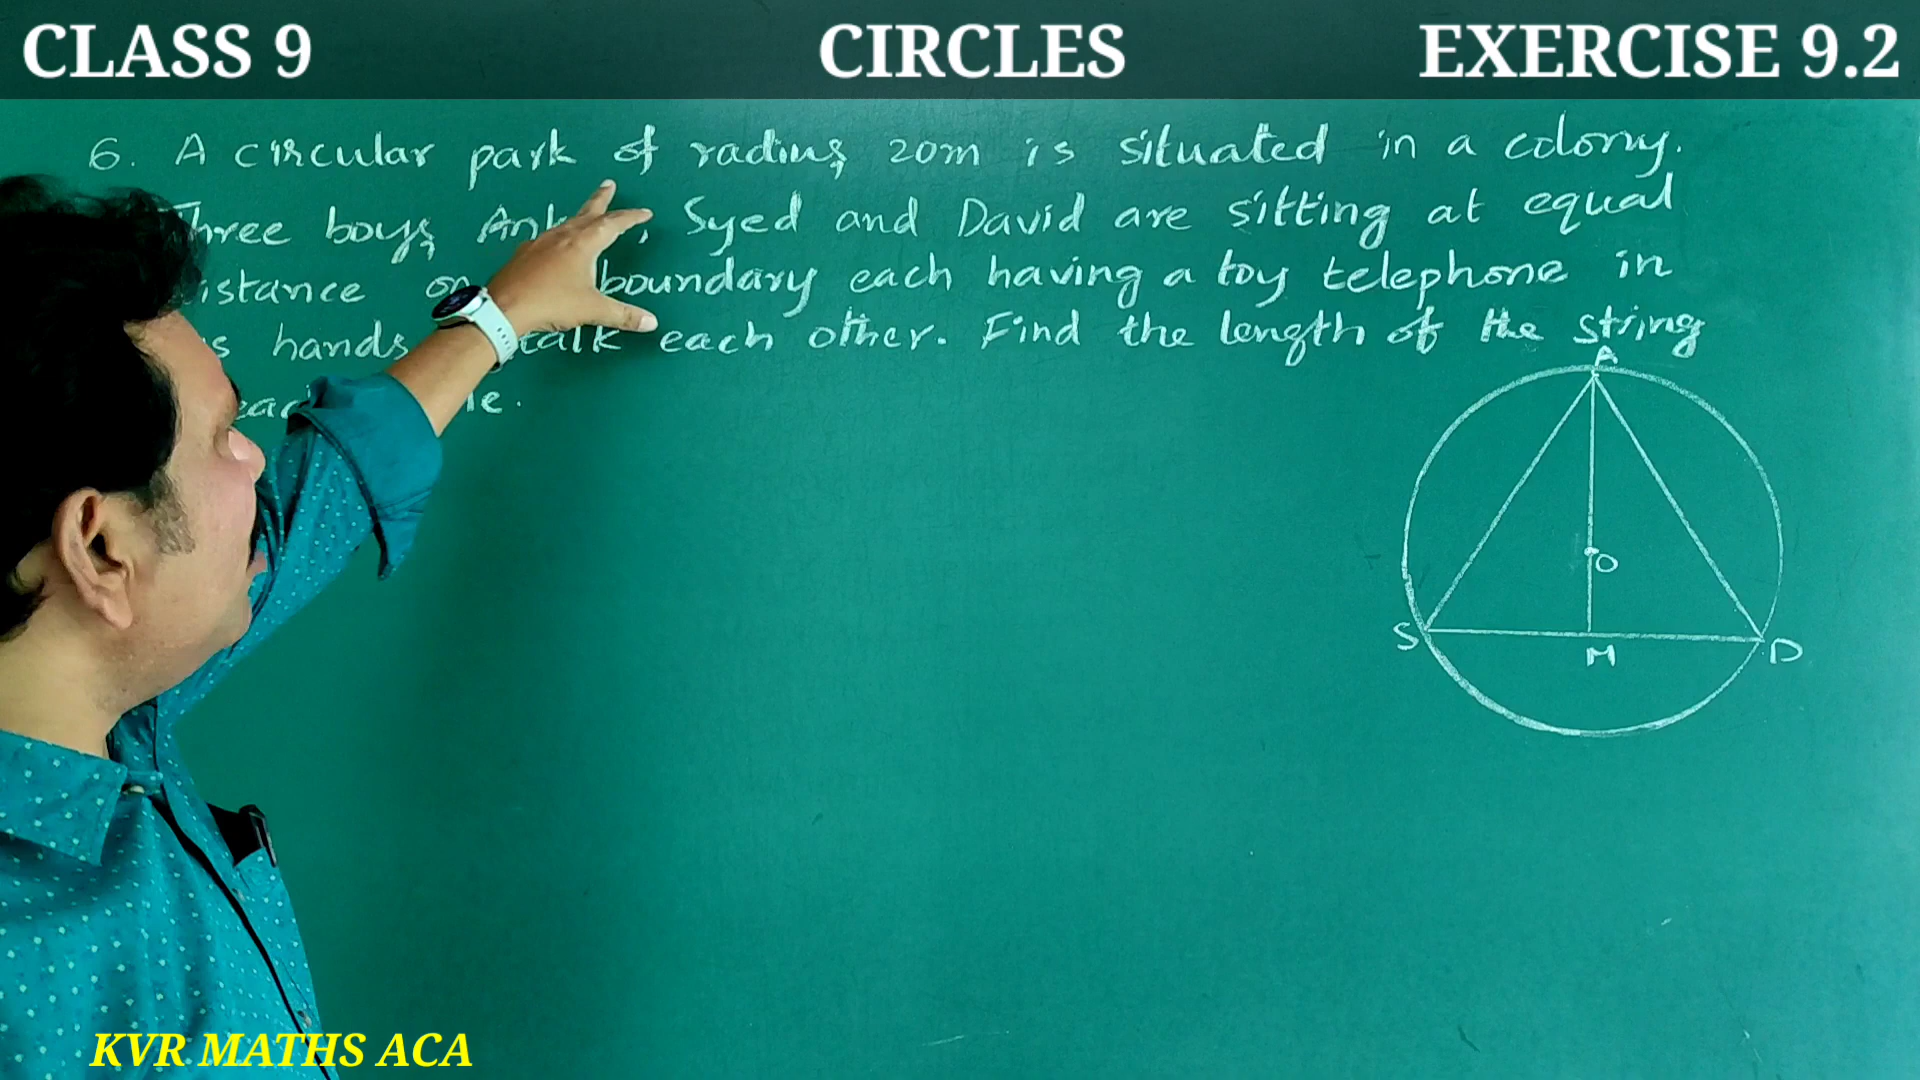 CLASS 9 CIRCLES EXERCISE 9.2
6. A circular park of radius 20m is situated in a colony.
Three boys, Syed and David are sitting at equal
boundary each having a toy telephone in
hands talk each other. Find the length of the string
A
O
S M D
KVR MATHS ACA